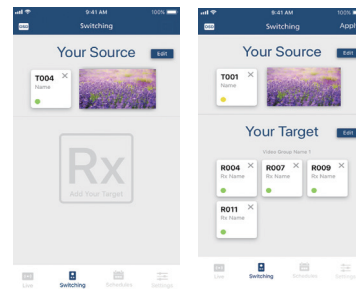 9:41 AM 100%
Switching
Your Source Edit
T004 ×
Name
Rx
Add Your Target
Live Switching Schedules Settings
9:41 AM 100%
Switching Apply
Your Source Edit
T001 ×
Name
Your Target Edit
Video Group Name 1
R004 × R007 × R009 ×
Rx Name Rx Name Rx Name
R011 ×
Rx Name
Live Switching Schedules Settings